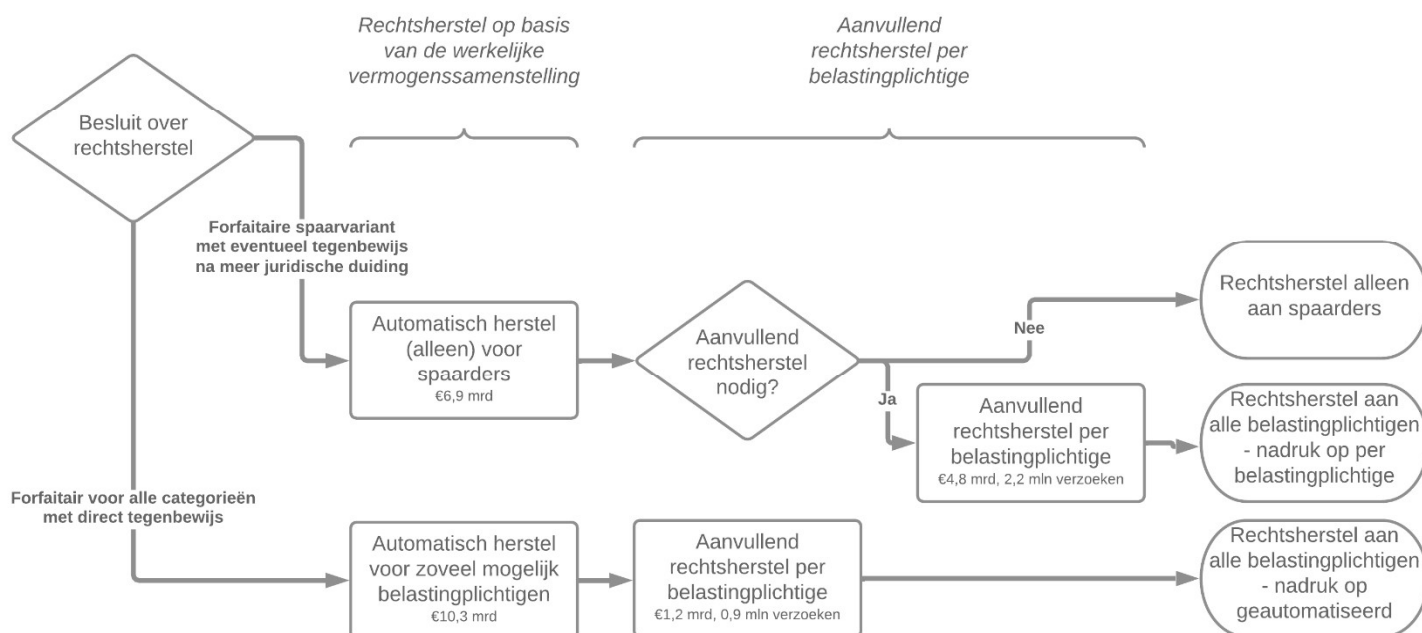 Rechtsherstel op basis
van de werkelijke
vermogenssamenstelling
Aanvullend
rechtsherstel per
belastingplichtige
Besluit over
rechtsherstel
Forfaitaire spaarvariant
met eventueel tegenbewijs
na meer juridische duiding
Automatisch herstel
(alleen) voor
spaarders
€6,9 mrd
Aanvullend
rechtsherstel
nodig?
Nee
Rechtsherstel alleen
aan spaarders
Ja
Aanvullend
rechtsherstel per
belastingplichtige
€4,8 mrd, 2,2 mln verzoeken
Rechtsherstel aan
alle belastingplichtigen
- nadruk op per
belastingplichtige
Forfaitair voor alle categorieën
met direct tegenbewijs
Automatisch herstel
voor zoveel mogelijk
belastingplichtigen
€10,3 mrd
Aanvullend
rechtsherstel per
belastingplichtige
€1,2 mrd, 0,9 mln verzoeken
Rechtsherstel aan
alle belastingplichtigen
- nadruk op
geautomatiseerd